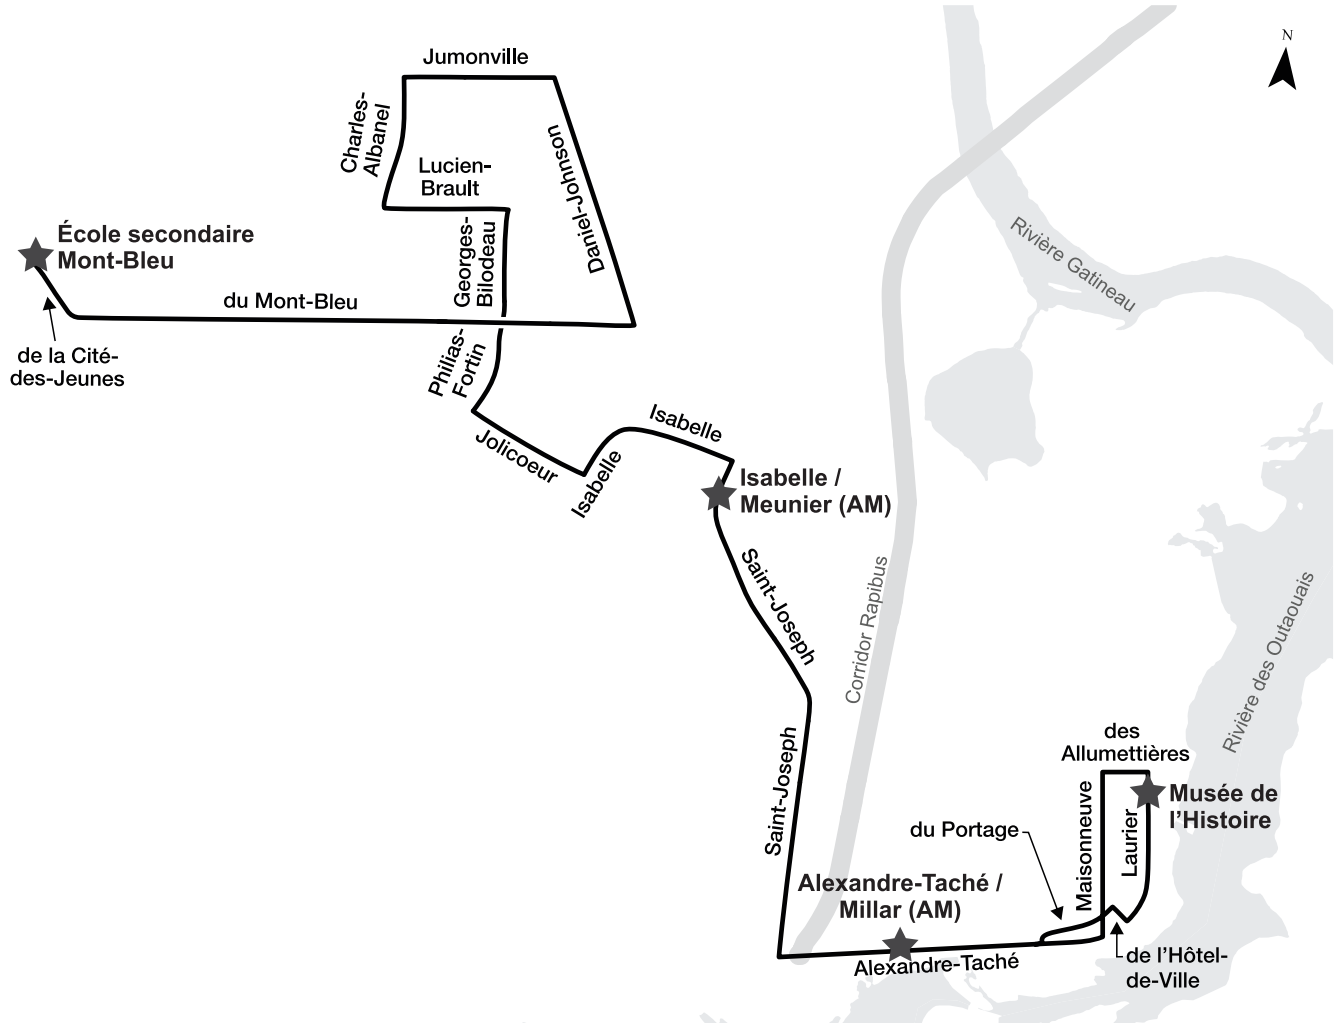 N
Jumonville
Charles-
Albanel
Lucien-
Brault
Daniel-Johnson
École secondaire
Mont-Bleu
Georges-
Bilodeau
Rivière Gatineau
du Mont-Bleu
de la Cité-
des-Jeunes
Philias-
Fortin
Jolicoeur
Isabelle
Isabelle
Isabelle /
Meunier (AM)
Saint-Joseph
Corridor Rapibus
Rivière des Outaouais
Saint-Joseph
des
Allumettières
Maisonneuve
Laurier
Musée de
l'Histoire
du Portage
Alexandre-Taché /
Millar (AM)
Alexandre-Taché
de l'Hôtel-
de-Ville